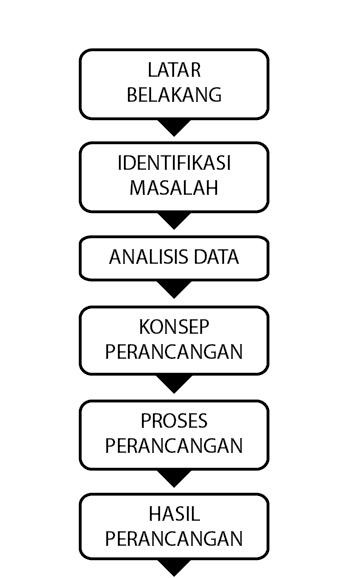 LATAR
BELAKANG
IDENTIFIKASI
MASALAH
ANALISIS DATA
KONSEP
PERANCANGAN
PROSES
PERANCANGAN
HASIL
PERANCANGAN